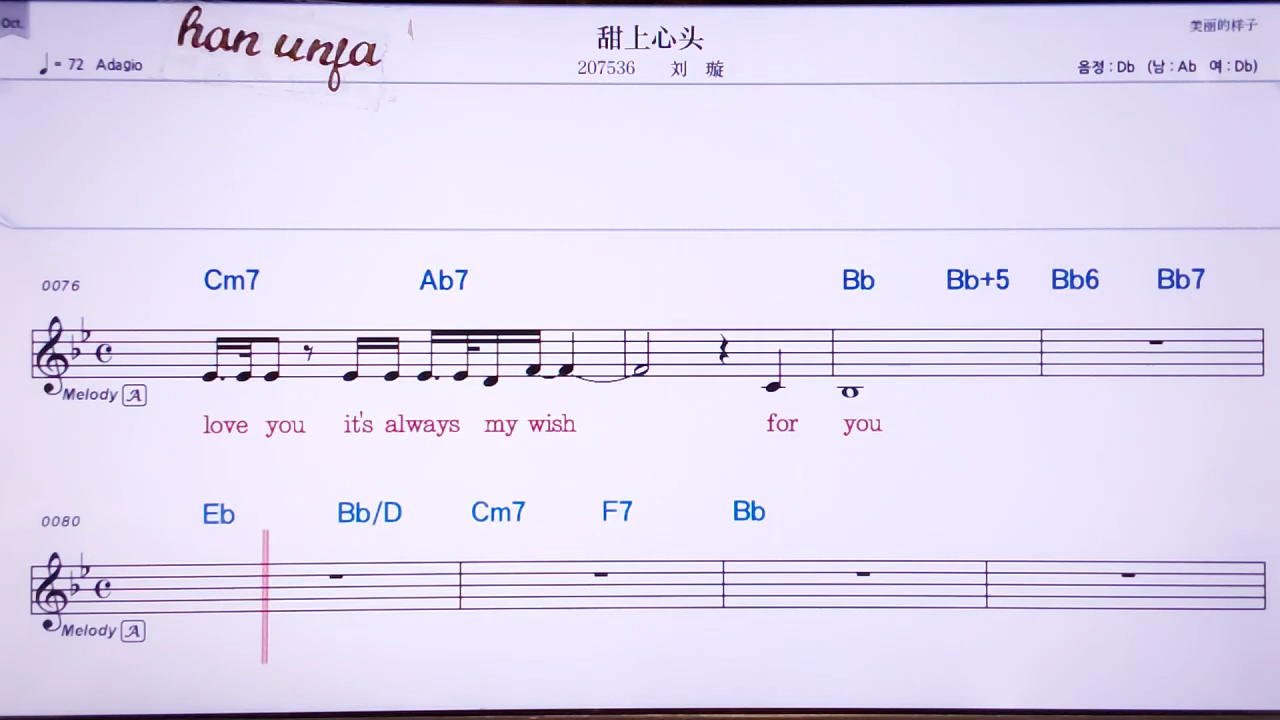 Oct.
han unfa
甜上心头
美丽的样子
♩= 72 Adagio
207536 刘 璇
음정 : Db (남 : Ab 여 : Db)
Cm7 Ab7 Bb Bb+5 Bb6 Bb7
0076
Melody A
love you it's always my wish for you
Eb Bb/D Cm7 F7 Bb
0080
Melody A